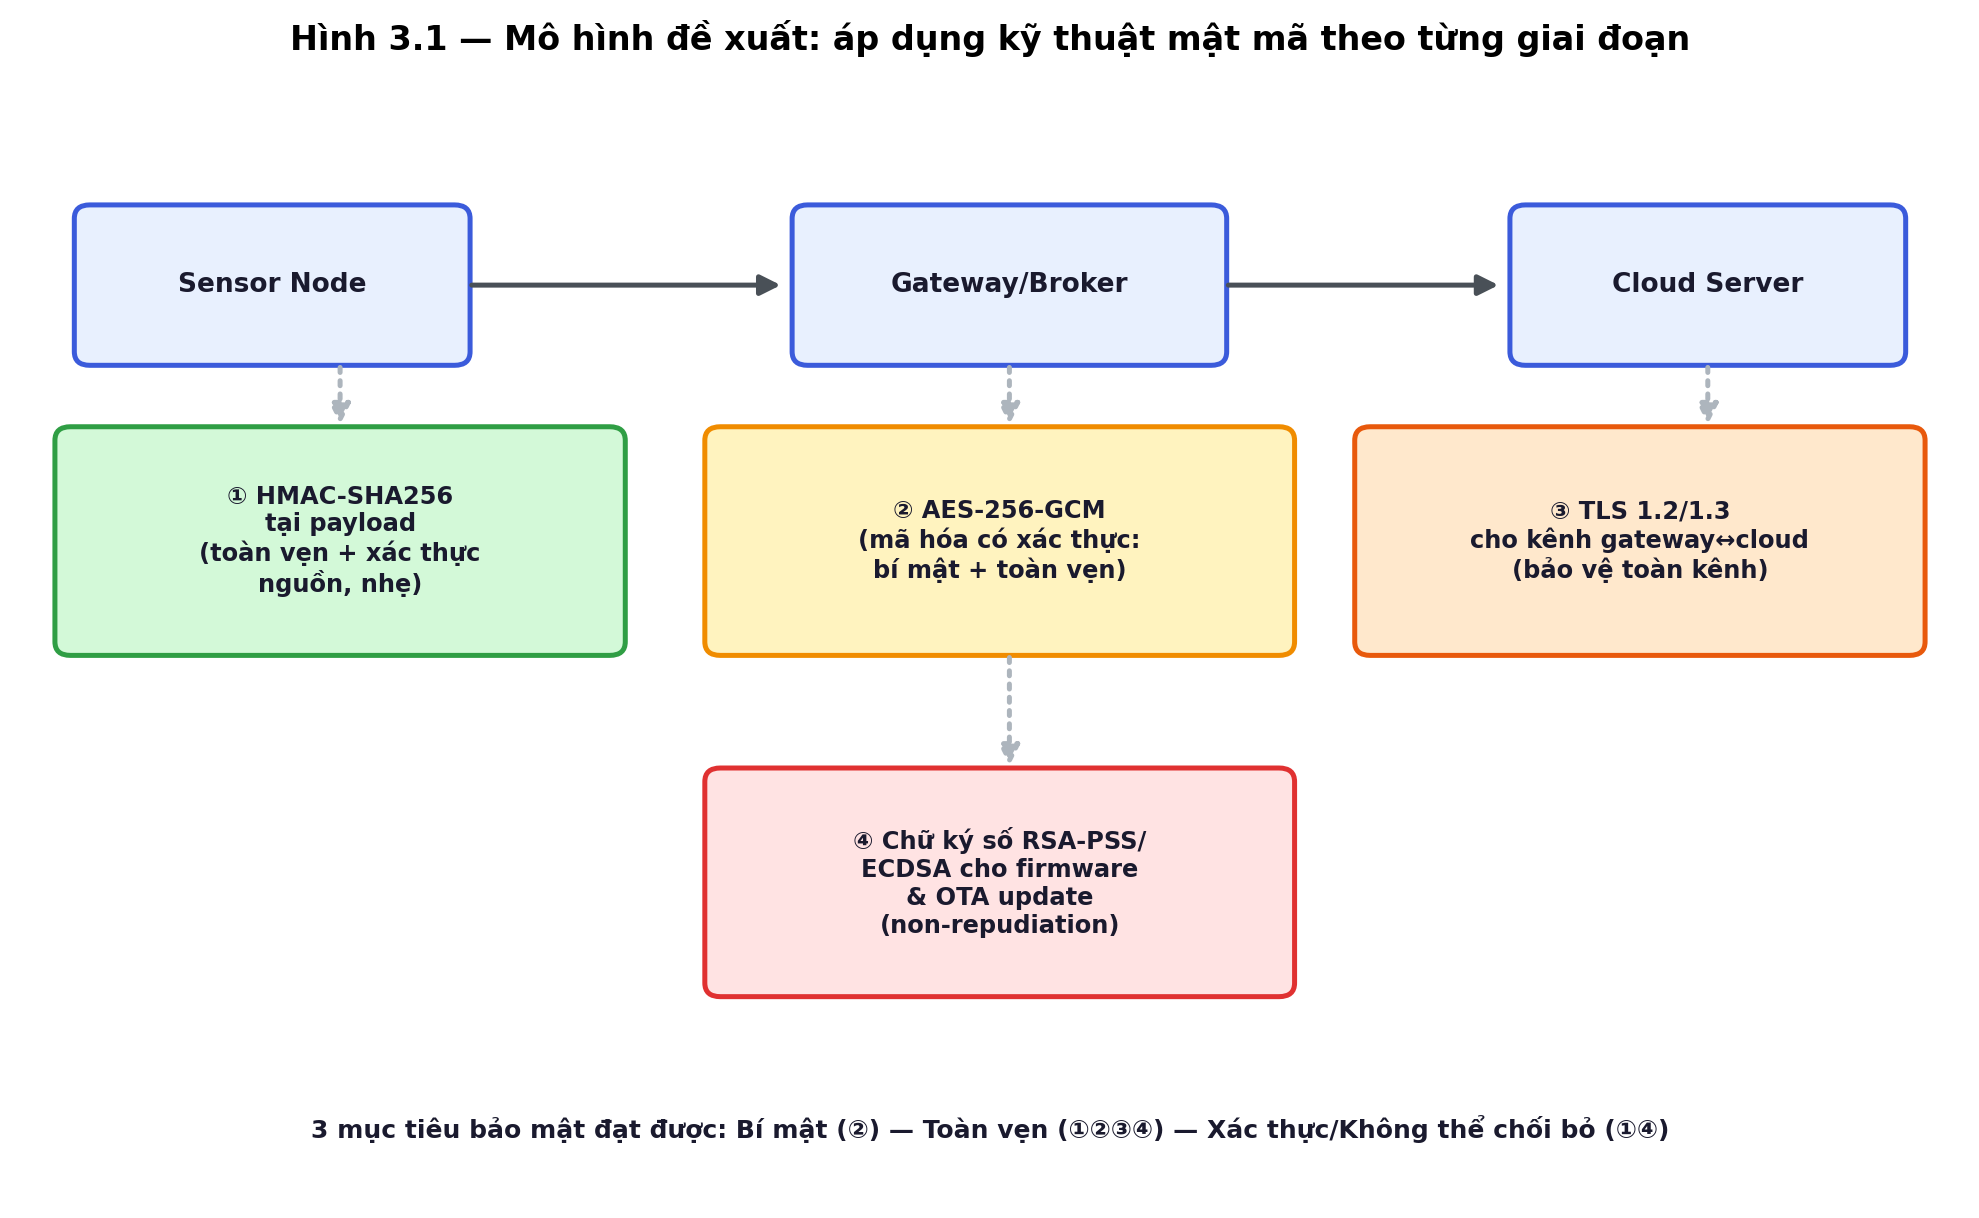 Hình 3.1 — Mô hình đề xuất: áp dụng kỹ thuật mật mã theo từng giai đoạn
Sensor Node
Gateway/Broker
Cloud Server
① HMAC-SHA256
tại payload
(toàn vẹn + xác thực
nguồn, nhẹ)
② AES-256-GCM
(mã hóa có xác thực:
bí mật + toàn vẹn)
③ TLS 1.2/1.3
cho kênh gateway↔cloud
(bảo vệ toàn kênh)
④ Chữ ký số RSA-PSS/
ECDSA cho firmware
& OTA update
(non-repudiation)
3 mục tiêu bảo mật đạt được: Bí mật (②) — Toàn vẹn (①②③④) — Xác thực/Không thể chối bỏ (①④)